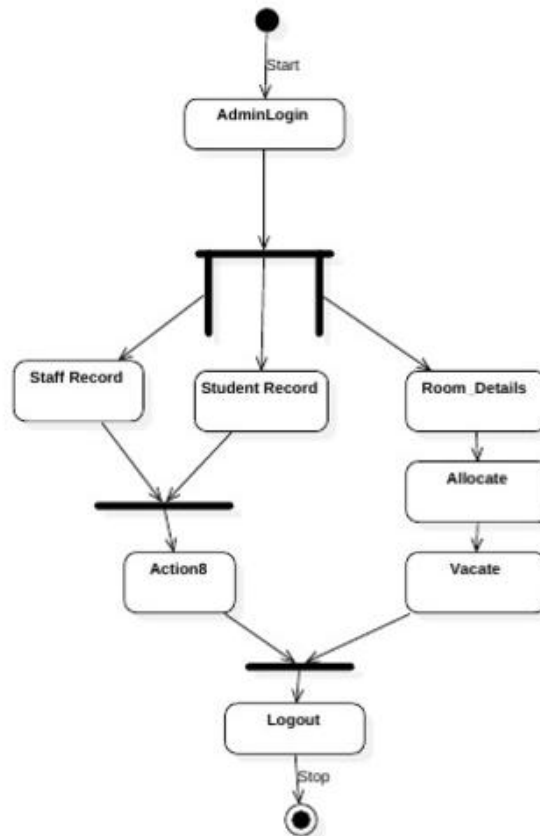 Start
AdminLogin
Staff Record
Student Record
Room_Details
Allocate
Action8
Vacate
Logout
Stop